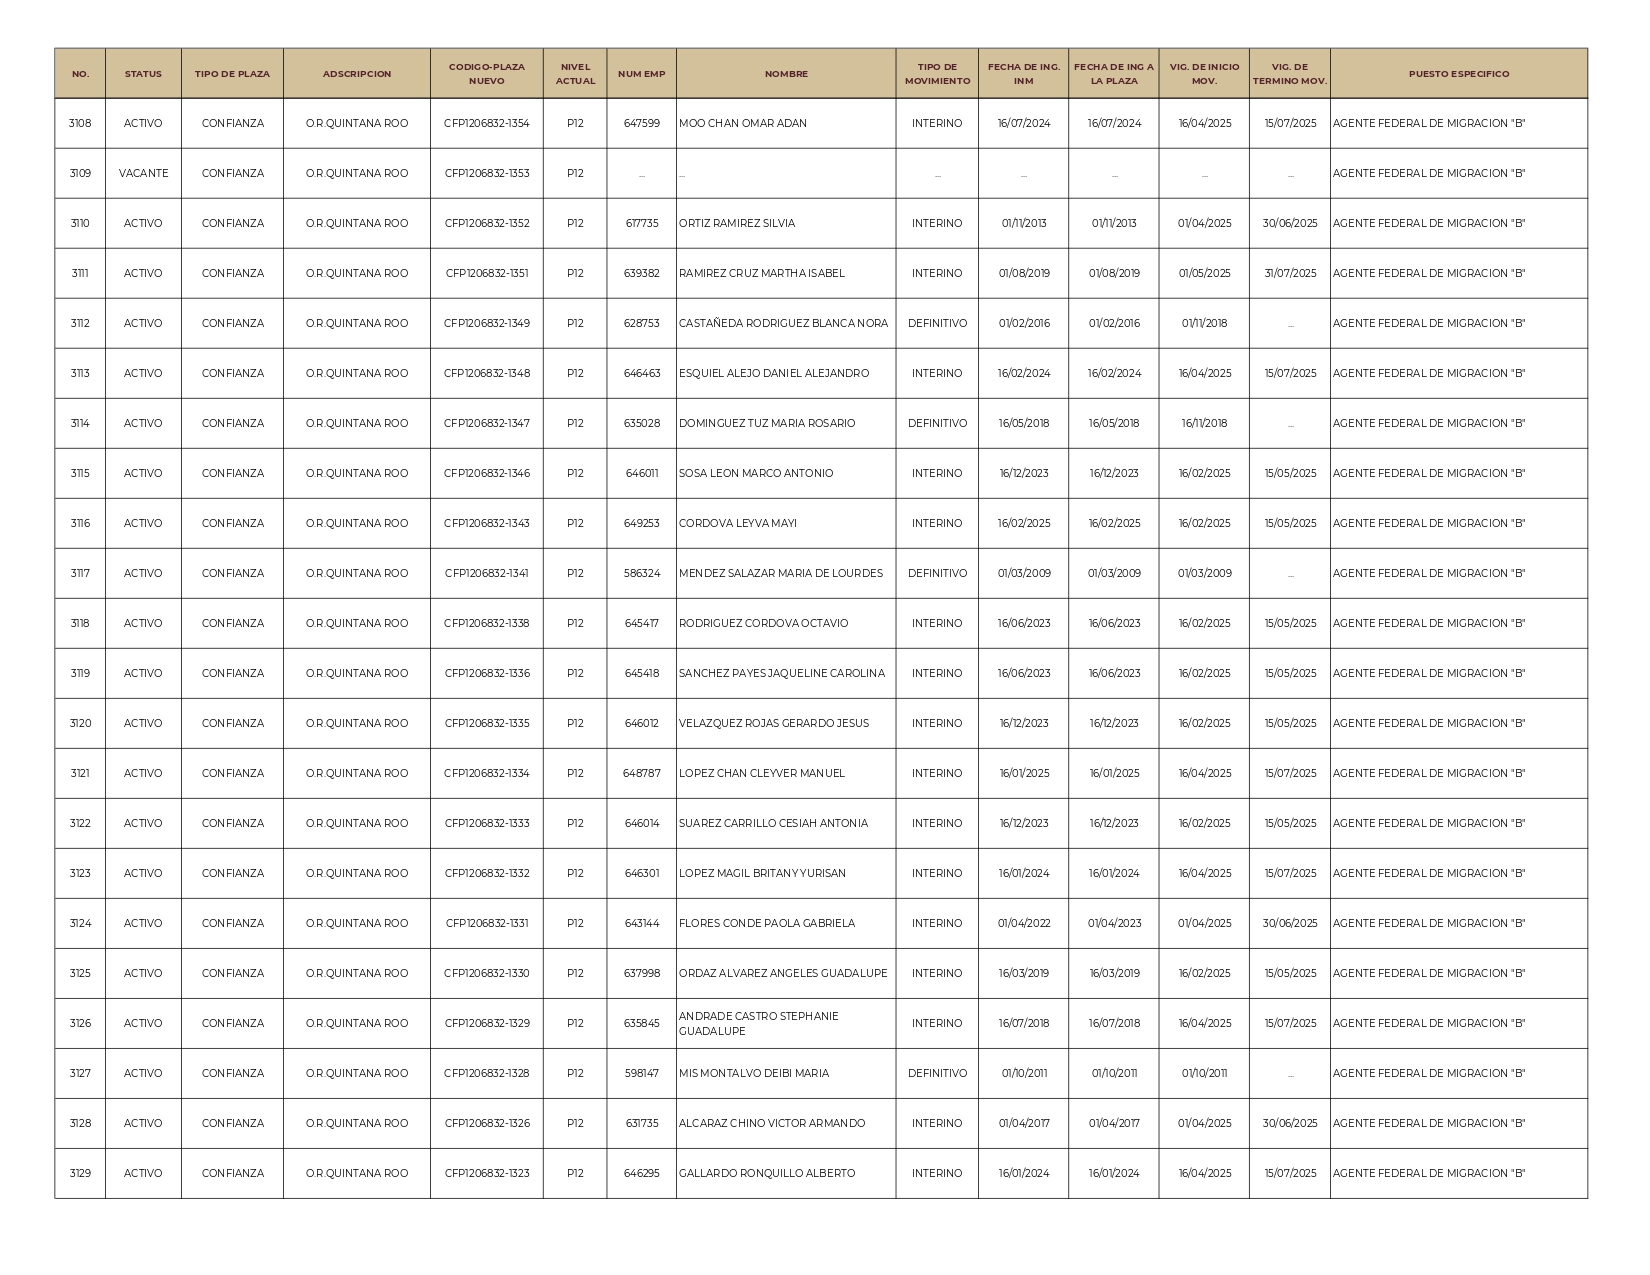 NO. STATUS TIPO DE PLAZA ADSCRIPCION CODIGO-PLAZA NUEVO NIVEL ACTUAL NUM EMP NOMBRE TIPO DE MOVIMIENTO FECHA DE ING. INM FECHA DE ING A LA PLAZA VIG. DE INICIO MOV. VIG. DE TERMINO MOV. PUESTO ESPECIFICO
3108 ACTIVO CONFIANZA O.R.QUINTANA ROO CFP1206832-1354 P12 647599 MOO CHAN OMAR ADAN INTERINO 16/07/2024 16/07/2024 16/04/2025 15/07/2025 AGENTE FEDERAL DE MIGRACION "B"
3109 VACANTE CONFIANZA O.R.QUINTANA ROO CFP1206832-1353 P12 ... ... ... ... ... ... ... AGENTE FEDERAL DE MIGRACION "B"
3110 ACTIVO CONFIANZA O.R.QUINTANA ROO CFP1206832-1352 P12 617735 ORTIZ RAMIREZ SILVIA INTERINO 01/11/2013 01/11/2013 01/04/2025 30/06/2025 AGENTE FEDERAL DE MIGRACION "B"
3111 ACTIVO CONFIANZA O.R.QUINTANA ROO CFP1206832-1351 P12 639382 RAMIREZ CRUZ MARTHA ISABEL INTERINO 01/08/2019 01/08/2019 01/05/2025 31/07/2025 AGENTE FEDERAL DE MIGRACION "B"
3112 ACTIVO CONFIANZA O.R.QUINTANA ROO CFP1206832-1349 P12 628753 CASTAÑEDA RODRIGUEZ BLANCA NORA DEFINITIVO 01/02/2016 01/02/2016 01/11/2018 ... AGENTE FEDERAL DE MIGRACION "B"
3113 ACTIVO CONFIANZA O.R.QUINTANA ROO CFP1206832-1348 P12 646463 ESQUIEL ALEJO DANIEL ALEJANDRO INTERINO 16/02/2024 16/02/2024 16/04/2025 15/07/2025 AGENTE FEDERAL DE MIGRACION "B"
3114 ACTIVO CONFIANZA O.R.QUINTANA ROO CFP1206832-1347 P12 635028 DOMINGUEZ TUZ MARIA ROSARIO DEFINITIVO 16/05/2018 16/05/2018 16/11/2018 ... AGENTE FEDERAL DE MIGRACION "B"
3115 ACTIVO CONFIANZA O.R.QUINTANA ROO CFP1206832-1346 P12 646011 SOSA LEON MARCO ANTONIO INTERINO 16/12/2023 16/12/2023 16/02/2025 15/05/2025 AGENTE FEDERAL DE MIGRACION "B"
3116 ACTIVO CONFIANZA O.R.QUINTANA ROO CFP1206832-1343 P12 649253 CORDOVA LEYVA MAYI INTERINO 16/02/2025 16/02/2025 16/02/2025 15/05/2025 AGENTE FEDERAL DE MIGRACION "B"
3117 ACTIVO CONFIANZA O.R.QUINTANA ROO CFP1206832-1341 P12 586324 MENDEZ SALAZAR MARIA DE LOURDES DEFINITIVO 01/03/2009 01/03/2009 01/03/2009 ... AGENTE FEDERAL DE MIGRACION "B"
3118 ACTIVO CONFIANZA O.R.QUINTANA ROO CFP1206832-1338 P12 645417 RODRIGUEZ CORDOVA OCTAVIO INTERINO 16/06/2023 16/06/2023 16/02/2025 15/05/2025 AGENTE FEDERAL DE MIGRACION "B"
3119 ACTIVO CONFIANZA O.R.QUINTANA ROO CFP1206832-1336 P12 645418 SANCHEZ PAYES JAQUELINE CAROLINA INTERINO 16/06/2023 16/06/2023 16/02/2025 15/05/2025 AGENTE FEDERAL DE MIGRACION "B"
3120 ACTIVO CONFIANZA O.R.QUINTANA ROO CFP1206832-1335 P12 646012 VELAZQUEZ ROJAS GERARDO JESUS INTERINO 16/12/2023 16/12/2023 16/02/2025 15/05/2025 AGENTE FEDERAL DE MIGRACION "B"
3121 ACTIVO CONFIANZA O.R.QUINTANA ROO CFP1206832-1334 P12 648787 LOPEZ CHAN CLEYVER MANUEL INTERINO 16/01/2025 16/01/2025 16/04/2025 15/07/2025 AGENTE FEDERAL DE MIGRACION "B"
3122 ACTIVO CONFIANZA O.R.QUINTANA ROO CFP1206832-1333 P12 646014 SUAREZ CARRILLO CESIAH ANTONIA INTERINO 16/12/2023 16/12/2023 16/02/2025 15/05/2025 AGENTE FEDERAL DE MIGRACION "B"
3123 ACTIVO CONFIANZA O.R.QUINTANA ROO CFP1206832-1332 P12 646301 LOPEZ MAGIL BRITANY YURISAN INTERINO 16/01/2024 16/01/2024 16/04/2025 15/07/2025 AGENTE FEDERAL DE MIGRACION "B"
3124 ACTIVO CONFIANZA O.R.QUINTANA ROO CFP1206832-1331 P12 643144 FLORES CONDE PAOLA GABRIELA INTERINO 01/04/2022 01/04/2023 01/04/2025 30/06/2025 AGENTE FEDERAL DE MIGRACION "B"
3125 ACTIVO CONFIANZA O.R.QUINTANA ROO CFP1206832-1330 P12 637998 ORDAZ ALVAREZ ANGELES GUADALUPE INTERINO 16/03/2019 16/03/2019 16/02/2025 15/05/2025 AGENTE FEDERAL DE MIGRACION "B"
3126 ACTIVO CONFIANZA O.R.QUINTANA ROO CFP1206832-1329 P12 635845 ANDRADE CASTRO STEPHANIE GUADALUPE INTERINO 16/07/2018 16/07/2018 16/04/2025 15/07/2025 AGENTE FEDERAL DE MIGRACION "B"
3127 ACTIVO CONFIANZA O.R.QUINTANA ROO CFP1206832-1328 P12 598147 MIS MONTALVO DEIBI MARIA DEFINITIVO 01/10/2011 01/10/2011 01/10/2011 ... AGENTE FEDERAL DE MIGRACION "B"
3128 ACTIVO CONFIANZA O.R.QUINTANA ROO CFP1206832-1326 P12 631735 ALCARAZ CHINO VICTOR ARMANDO INTERINO 01/04/2017 01/04/2017 01/04/2025 30/06/2025 AGENTE FEDERAL DE MIGRACION "B"
3129 ACTIVO CONFIANZA O.R.QUINTANA ROO CFP1206832-1323 P12 646295 GALLARDO RONQUILLO ALBERTO INTERINO 16/01/2024 16/01/2024 16/04/2025 15/07/2025 AGENTE FEDERAL DE MIGRACION "B"